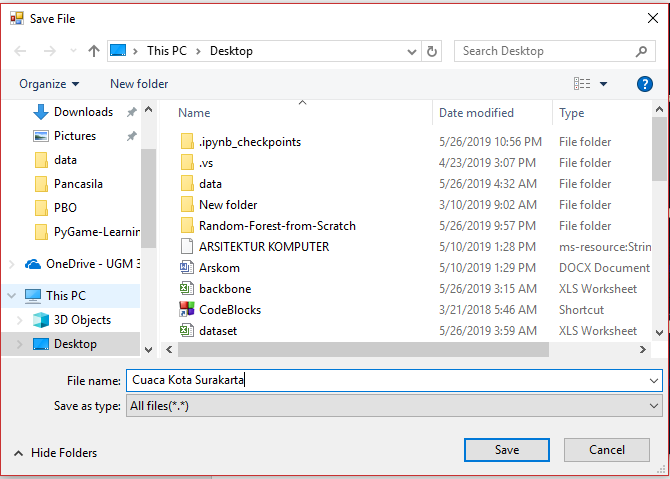 Save File
This PC > Desktop
Search Desktop
Organize
New folder
Downloads
Pictures
data
Pancasila
PBO
PyGame-Learning
OneDrive - UGM 3
This PC
3D Objects
Desktop
Name Date modified Type
.ipynb_checkpoints 5/26/2019 10:56 PM File folder
.vs 4/23/2019 3:07 PM File folder
data 5/26/2019 4:32 AM File folder
New folder 3/10/2019 9:02 AM File folder
Random-Forest-from-Scratch 5/26/2019 9:57 PM File folder
ARSITEKTUR KOMPUTER 5/10/2019 1:28 PM ms-resource:Strin
Arskom 5/10/2019 1:29 PM DOCX Document
backbone 5/26/2019 3:15 AM XLS Worksheet
CodeBlocks 3/21/2018 5:46 AM Shortcut
dataset 5/26/2019 3:59 AM XLS Worksheet
File name: Cuaca Kota Surakarta
Save as type: All files(*.*)
Hide Folders
Save
Cancel